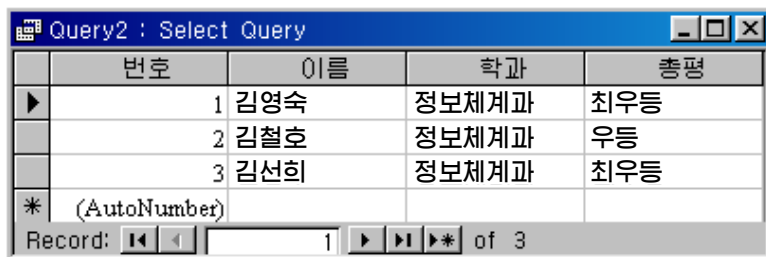 Query2 : Select Query
번호 이름 학과 총평
1 김영숙 정보체계과 최우등
2 김철호 정보체계과 우등
3 김선희 정보체계과 최우등
(AutoNumber)
Record: 1 of 3